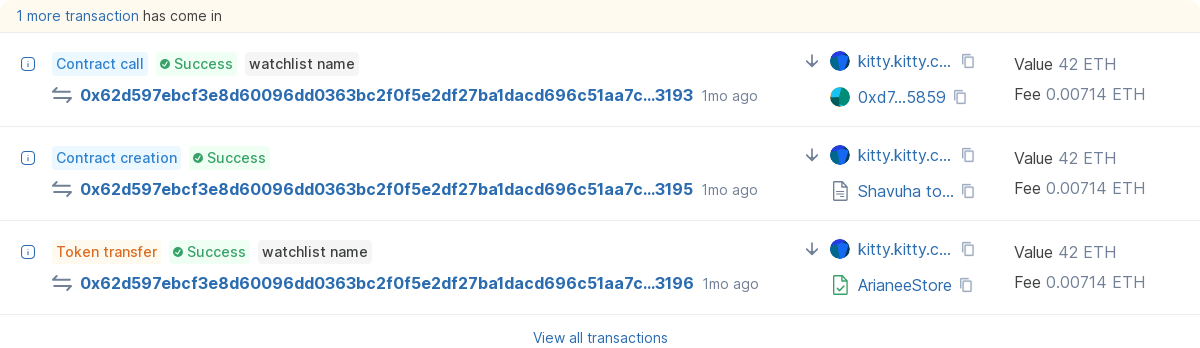 1 more transaction has come in
Contract call Success watchlist name
0x62d597ebcf3e8d60096dd0363bc2f0f5e2df27ba1dacd696c51aa7c...3193 1mo ago
kitty.kitty.c...
0xd7...5859
Value 42 ETH
Fee 0.00714 ETH
Contract creation Success
0x62d597ebcf3e8d60096dd0363bc2f0f5e2df27ba1dacd696c51aa7c...3195 1mo ago
kitty.kitty.c...
Shavuha to...
Value 42 ETH
Fee 0.00714 ETH
Token transfer Success watchlist name
0x62d597ebcf3e8d60096dd0363bc2f0f5e2df27ba1dacd696c51aa7c...3196 1mo ago
kitty.kitty.c...
ArianeeStore
Value 42 ETH
Fee 0.00714 ETH
View all transactions